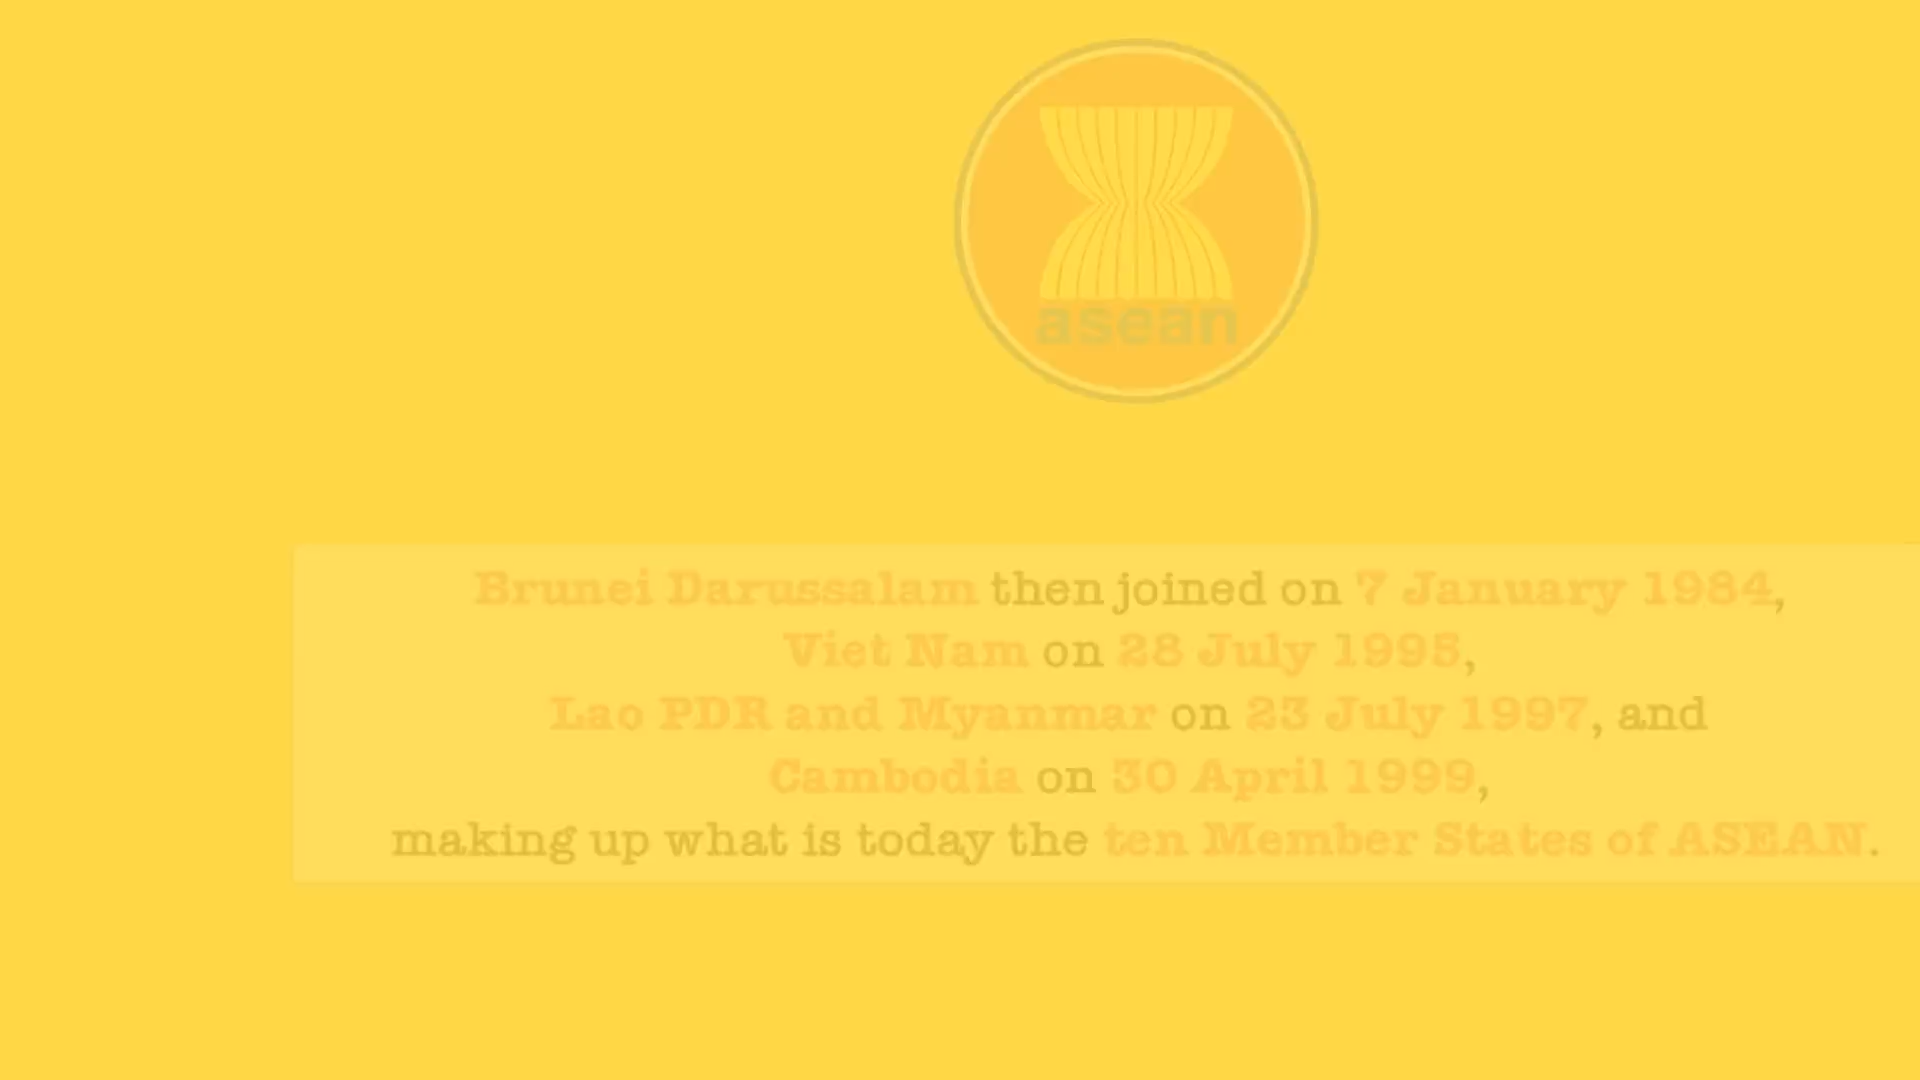 asean
Brunei Darussalam then joined on 7 January 1984,
Viet Nam on 28 July 1995,
Lao PDR and Myanmar on 23 July 1997, and
Cambodia on 30 April 1999,
making up what is today the ten Member States of ASEAN.